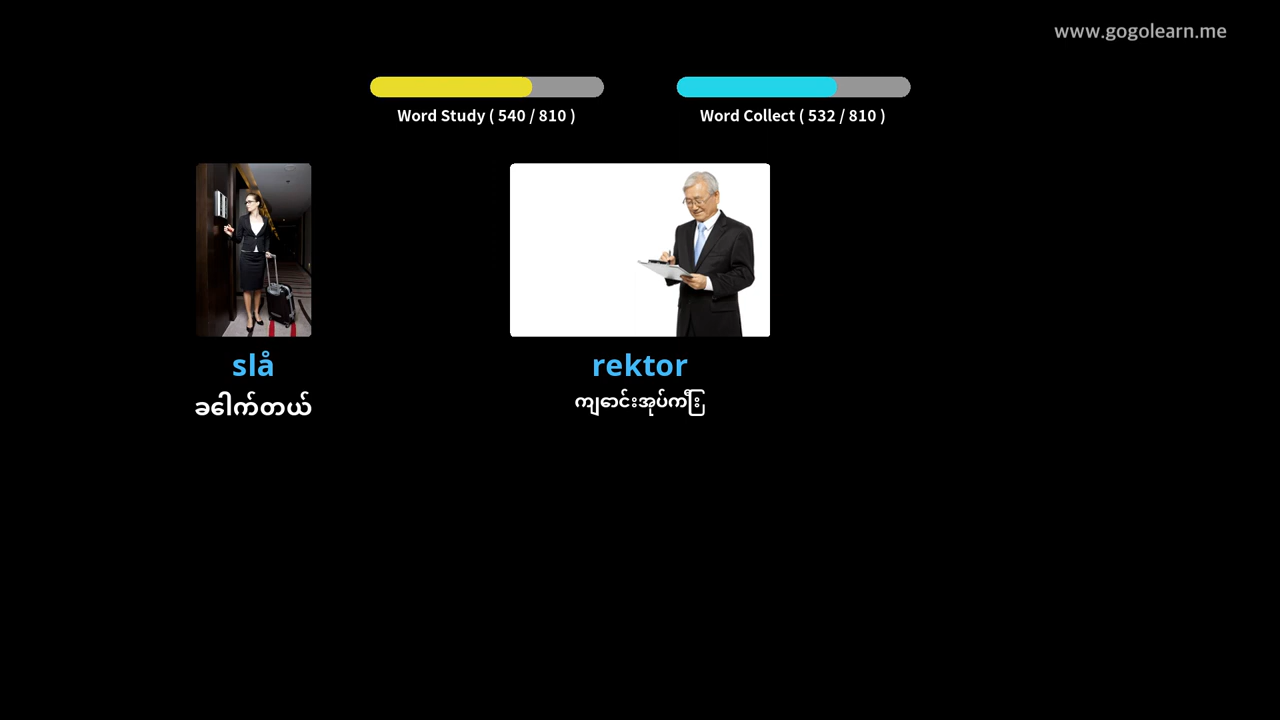 www.gogolearn.me
Word Study ( 540 / 810 )
Word Collect ( 532 / 810 )
slå
ခေါက်တယ်
rektor
ကျောင်းအုပ်ကြီး